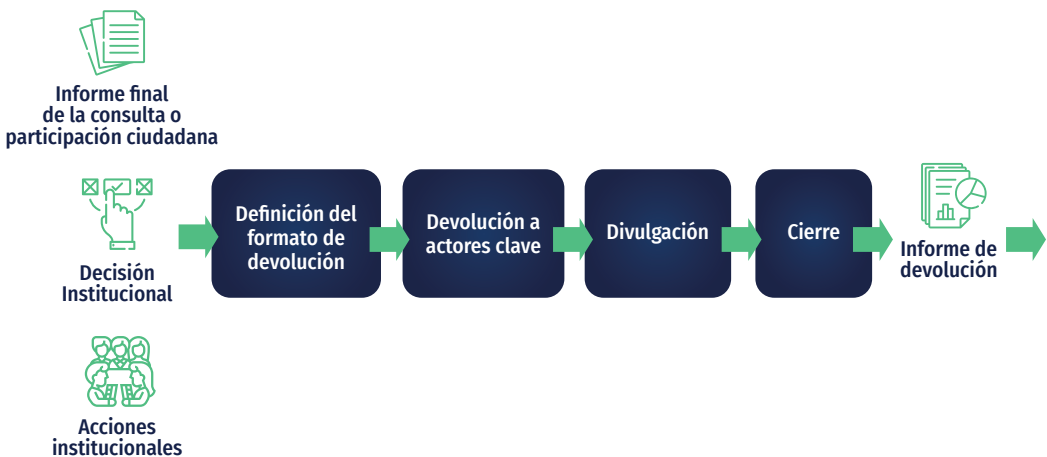 Informe final
de la consulta o
participación ciudadana
Decisión
Institucional
Acciones
institucionales
Definición del
formato de
devolución
Devolución a
actores clave
Divulgación
Cierre
Informe de
devolución